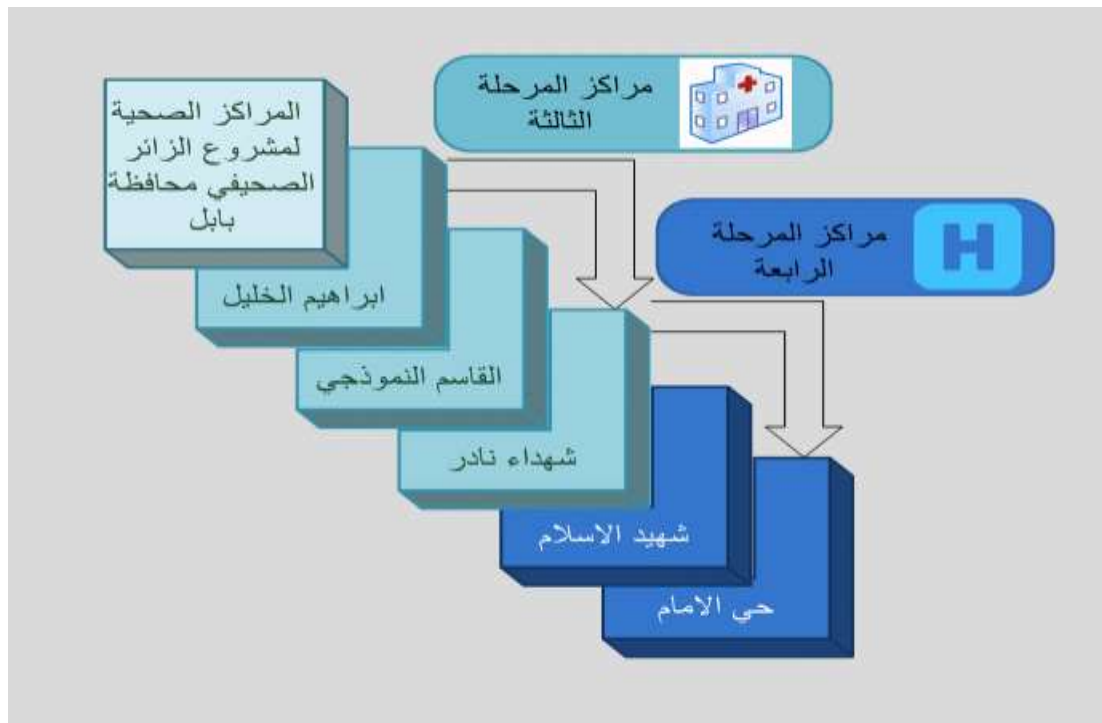 المراكز الصحية
لمشروع الزائر
الصحيفي محافظة
بابل
مراكز المرحلة
الثالثة
مراكز المرحلة
الرابعة
H
ابراهيم الخليل
القاسم النموذجي
شهداء نادر
شهيد الاسلام
حي الامام